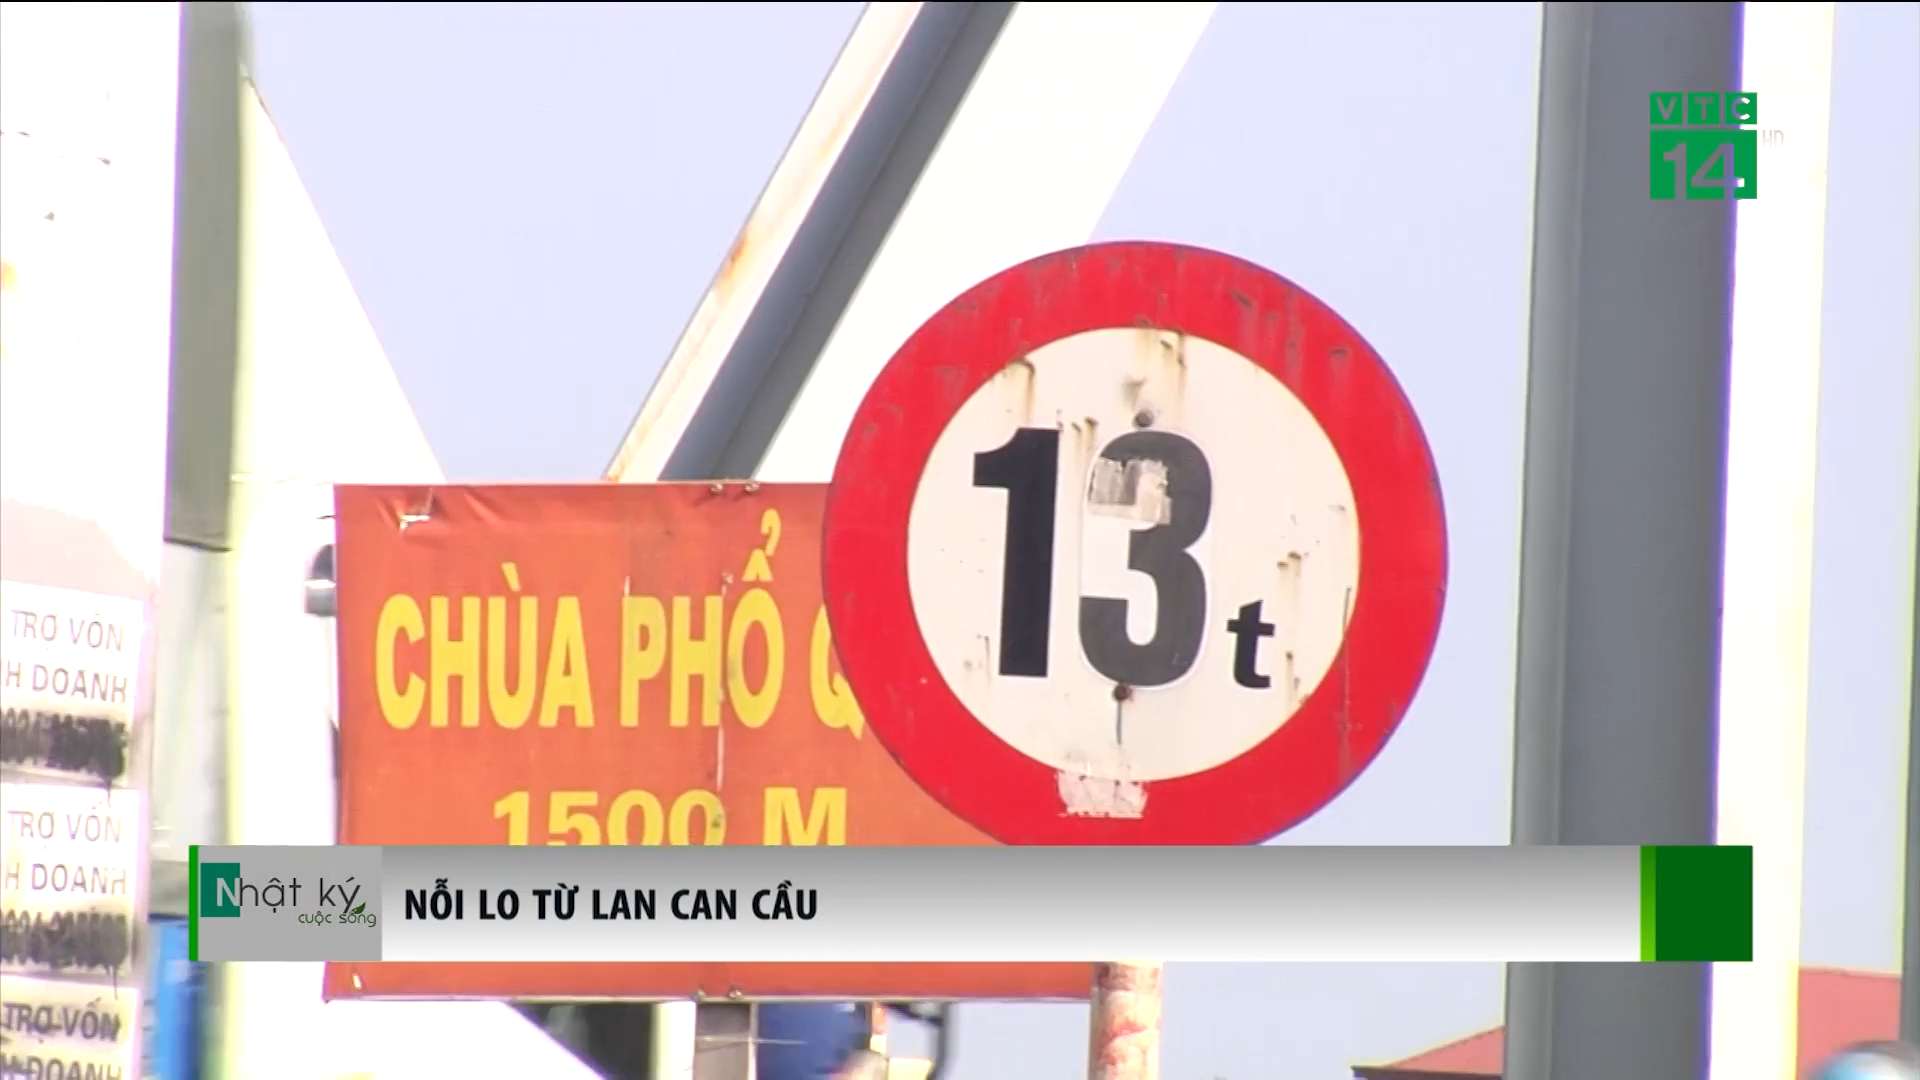 VTC
14
HD
13t
CHÙA PHỔ Q
1500 M
TRỢ VỐN
H DOANH
TRỢ VỐN
H DOANH
TRỢ VỐN
DOANH
Nhật ký
cuộc sống
NỖI LO TỪ LAN CAN CẦU